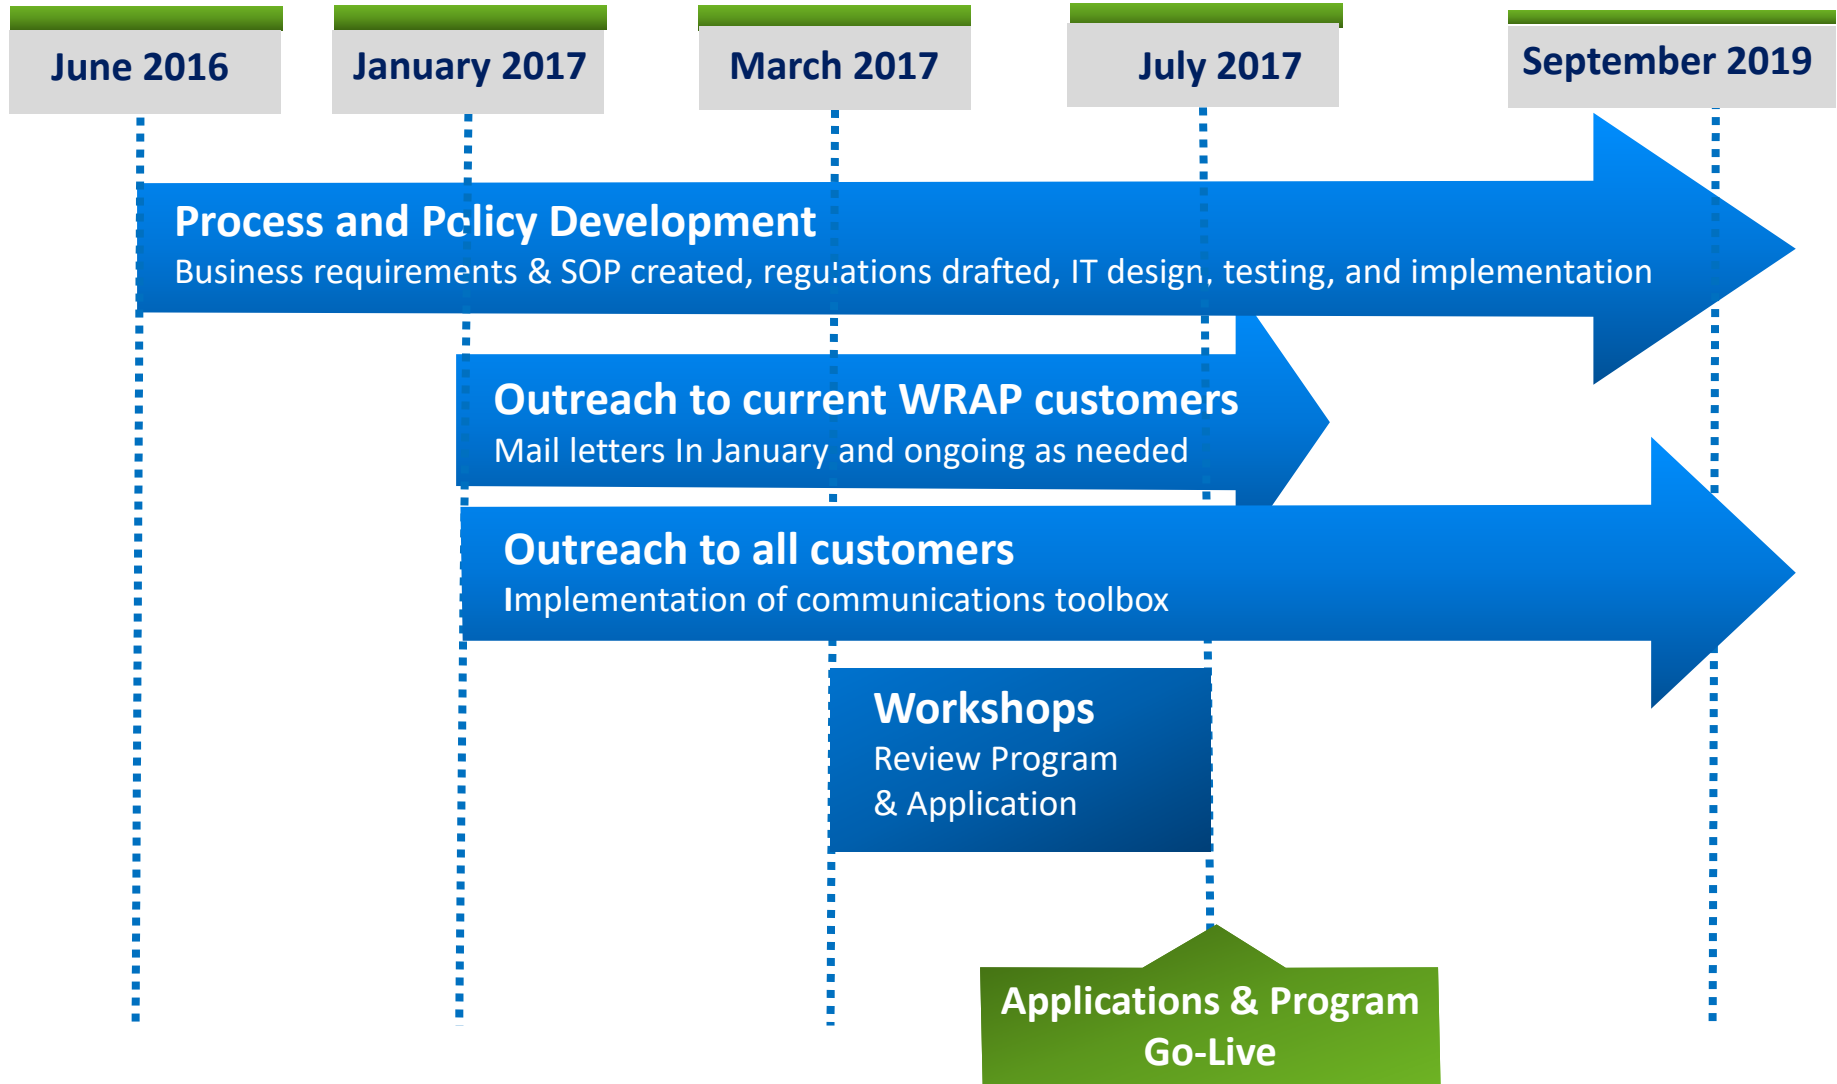 June 2016
January 2017
March 2017
July 2017
September 2019
Process and Policy Development
Business requirements & SOP created, regulations drafted, IT design, testing, and implementation
Outreach to current WRAP customers
Mail letters In January and ongoing as needed
Outreach to all customers
Implementation of communications toolbox
Workshops
Review Program
& Application
Applications & Program
Go-Live